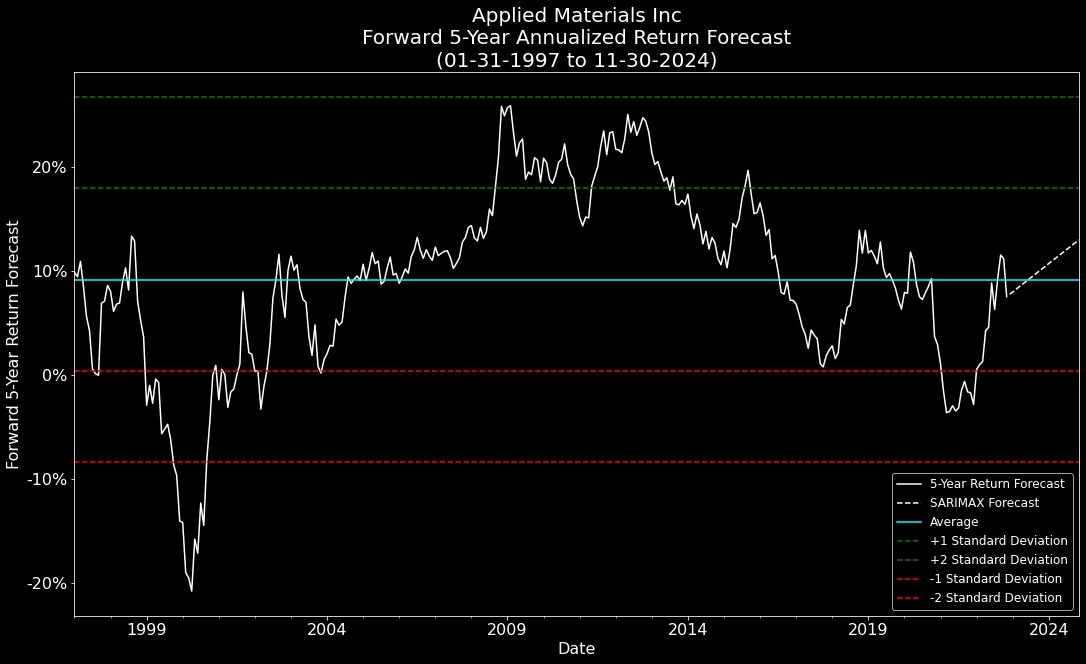 Applied Materials Inc
Forward 5-Year Annualized Return Forecast
(01-31-1997 to 11-30-2024)
Forward 5-Year Return Forecast
20%
10%
0%
-10%
-20%
1999
2004
2009
2014
2019
2024
Date
5-Year Return Forecast
SARIMAX Forecast
Average
+1 Standard Deviation
+2 Standard Deviation
-1 Standard Deviation
-2 Standard Deviation